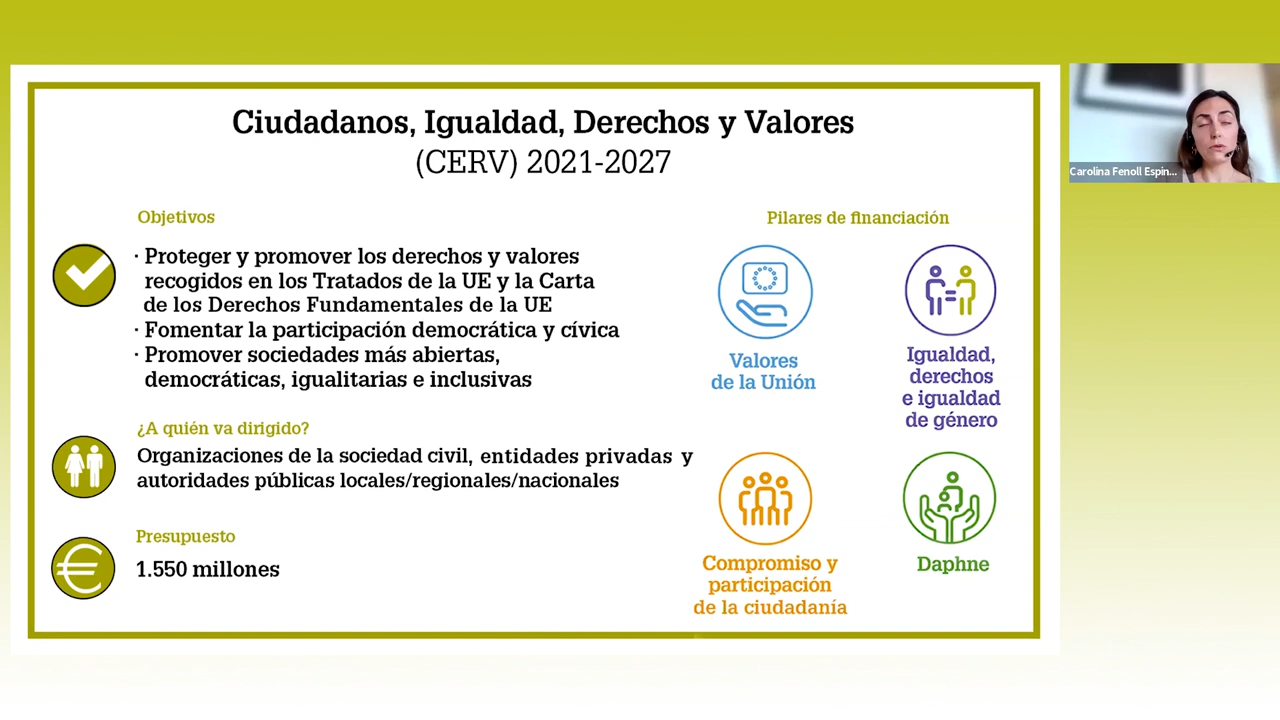 Ciudadanos, Igualdad, Derechos y Valores
(CERV) 2021-2027
Objetivos
· Proteger y promover los derechos y valores
recogidos en los Tratados de la UE y la Carta
de los Derechos Fundamentales de la UE
· Fomentar la participación democrática y cívica
· Promover sociedades más abiertas,
democráticas, igualitarias e inclusivas
¿A quién va dirigido?
Organizaciones de la sociedad civil, entidades privadas y
autoridades públicas locales/regionales/nacionales
Presupuesto
1.550 millones
Pilares de financiación
Valores
de la Unión
Igualdad,
derechos
e igualdad
de género
Compromiso y
participación
de la ciudadanía
Daphne
Carolina Fenoll Espin...